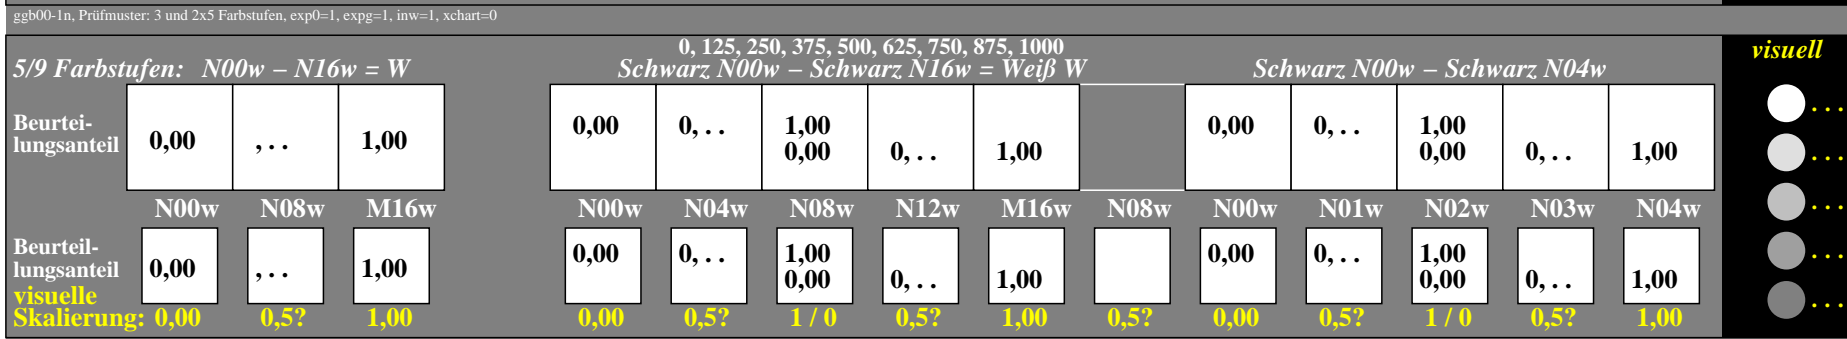 ggb00-1n, Prüfmuster: 3 und 2x5 Farbstufen, exp0=1, expg=1, inw=1, xchart=0
0, 125, 250, 375, 500, 625, 750, 875, 1000
visuell
5/9 Farbstufen: N00w – N16w = W Schwarz N00w – Schwarz N16w = Weiß W Schwarz N00w – Schwarz N04w
Beurtei-
lungsanteil
0,00 , . . 1,00
0,00 0, . . 1,00
0,00 0, . . 1,00
0,00 0, . . 1,00
0,00 0, . . 1,00
. . .
. . .
. . .
. . .
. . .
N00w N08w M16w N00w N04w N08w N12w M16w N08w N00w N01w N02w N03w N04w
Beurteil-
lungsanteil
0,00 , . . 1,00
0,00 0, . . 1,00
0,00 0, . . 1,00
0,00 0, . . 1,00
0,00 0, . . 1,00
visuelle
Skalierung: 0,00 0,5? 1,00 0,00 0,5? 1 / 0 0,5? 1,00 0,5? 0,00 0,5? 1 / 0 0,5? 1,00